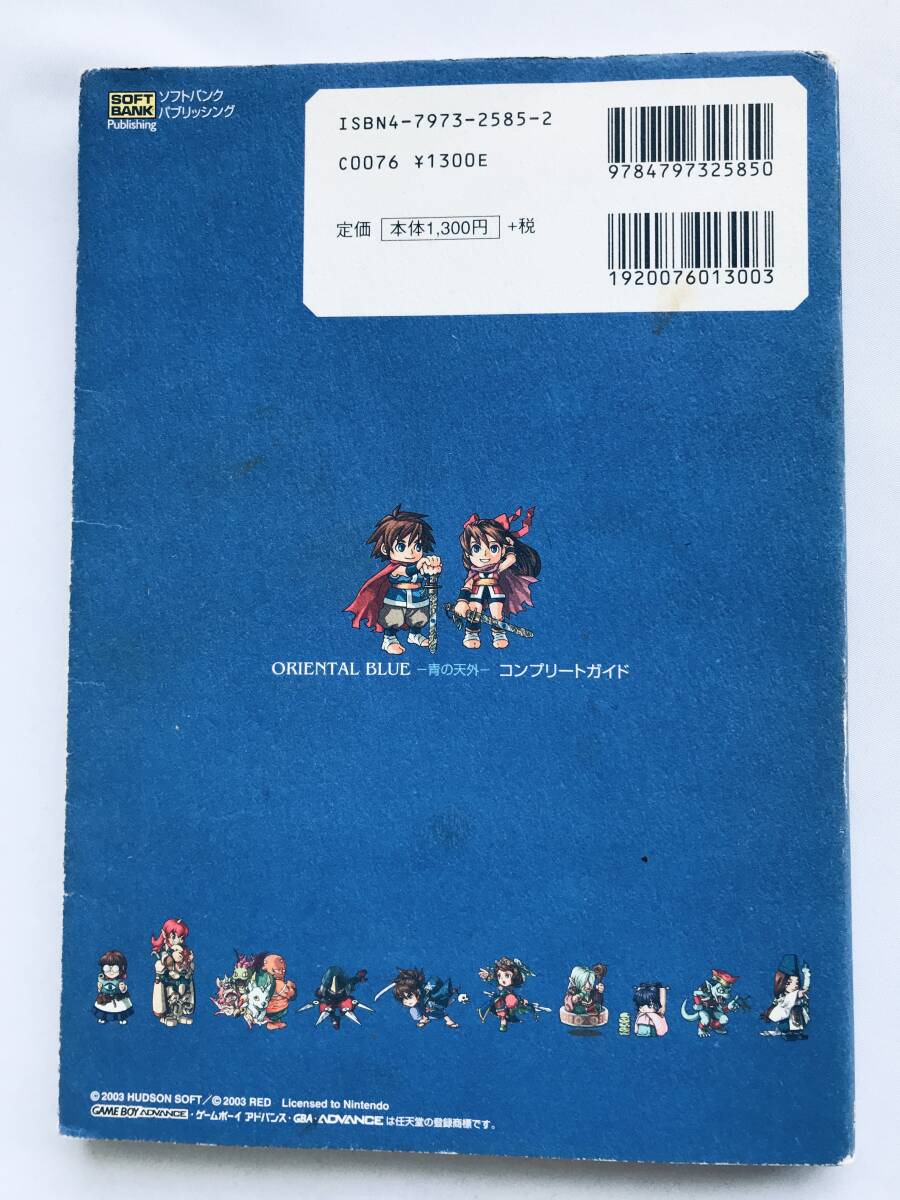 SOFT
BANK
Publishing
ソフトバンク
パブリッシング
ISBN4-7973-2585-2
C0076 ¥1300E
定価 本体1,300円 +税
9784797325850
1920076013003
ORIENTAL BLUE －青の天外－ コンプリートガイド
© 2003 HUDSON SOFT／© 2003 RED Licensed to Nintendo
GAME BOY ADVANCE・ゲームボーイ アドバンス・GBA・ADVANCE は任天堂の登録商標です。